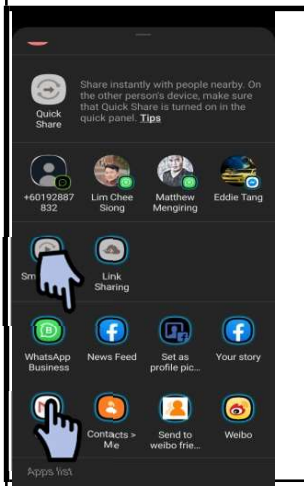 Share instantly with people nearby. On
the other person's device, make sure
that Quick Share is turned on in the
quick panel. Tips
Quick
Share
+60192887
832
Lim Chee
Siong
Matthew
Mengiring
Eddie Tang
Sm
Link
Sharing
WhatsApp
Business
News Feed
Set as
profile pic...
Your story
Contacts >
Me
Send to
weibo frie...
Weibo
Apps list